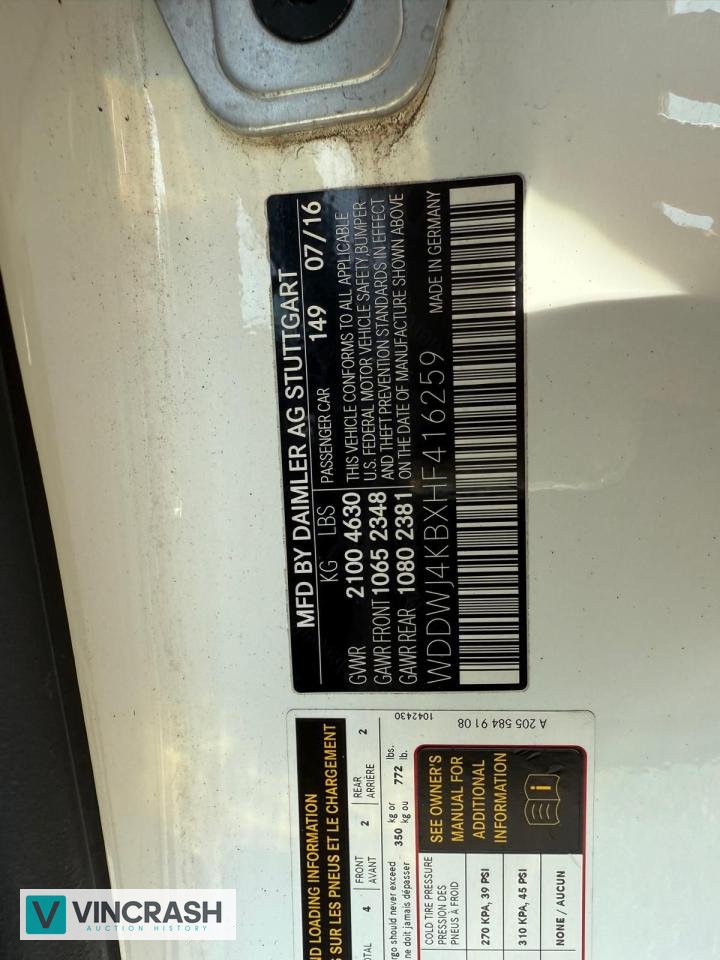 MFD BY DAIMLER AG STUTTGART
KG LBS PASSENGER CAR 149 07/16
GVWR 2100 4630 THIS VEHICLE CONFORMS TO ALL APPLICABLE
GAWR FRONT 1065 2348 U.S. FEDERAL MOTOR VEHICLE SAFETY, BUMPER
AND THEFT PREVENTION STANDARDS IN EFFECT
GAWR REAR 1080 2381 ON THE DATE OF MANUFACTURE SHOWN ABOVE
WDDWJ4KBXHF416259 MADE IN GERMANY
ND LOADING INFORMATION
SUR LES PNEUS ET LE CHARGEMENT
OTAL 4 FRONT 2 REAR 2
AVANT ARRIÈRE
rgo should never exceed 350 kg or 772 lbs.
ne doit jamais dépasser kg ou lb.
COLD TIRE PRESSURE
PRESSION DES
PNEUS À FROID
270 KPA, 39 PSI
310 KPA, 45 PSI
NONE / AUCUN
SEE OWNER'S
MANUAL FOR
ADDITIONAL
INFORMATION
1042430
A 205 584 91 08
VINCRASH
AUCTION HISTORY